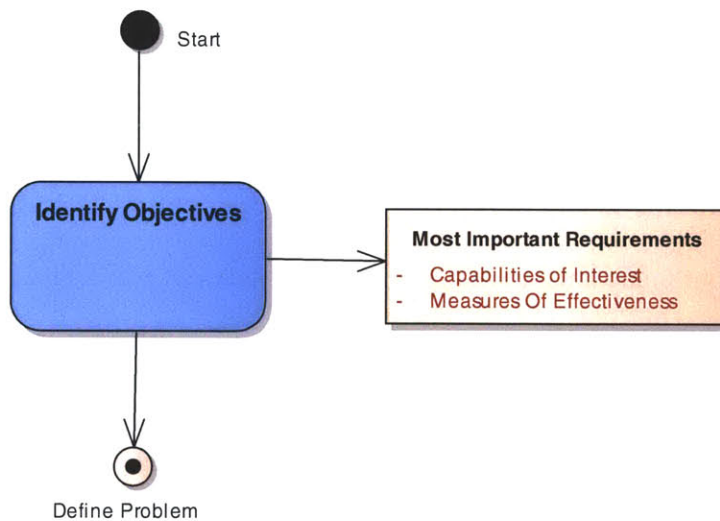 Start
Identify Objectives
Most Important Requirements
- Capabilities of Interest
- Measures Of Effectiveness
Define Problem